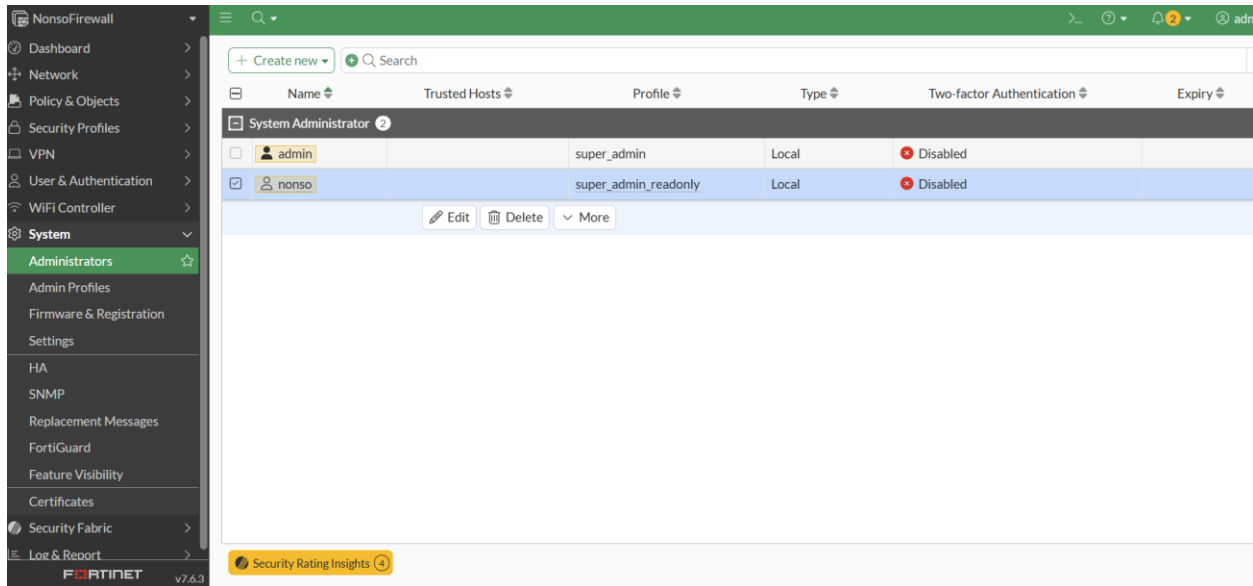 NonsoFirewall
adm
Dashboard
Network
Policy & Objects
Security Profiles
VPN
User & Authentication
WiFi Controller
System
Administrators
Admin Profiles
Firmware & Registration
Settings
HA
SNMP
Replacement Messages
FortiGuard
Feature Visibility
Certificates
Security Fabric
Log & Report
FORTINET v7.6.3
2
Create new
Search
Name Trusted Hosts Profile Type Two-factor Authentication Expiry
System Administrator 2
admin super_admin Local Disabled
nonso super_admin_readonly Local Disabled
Edit Delete More
Security Rating Insights 4